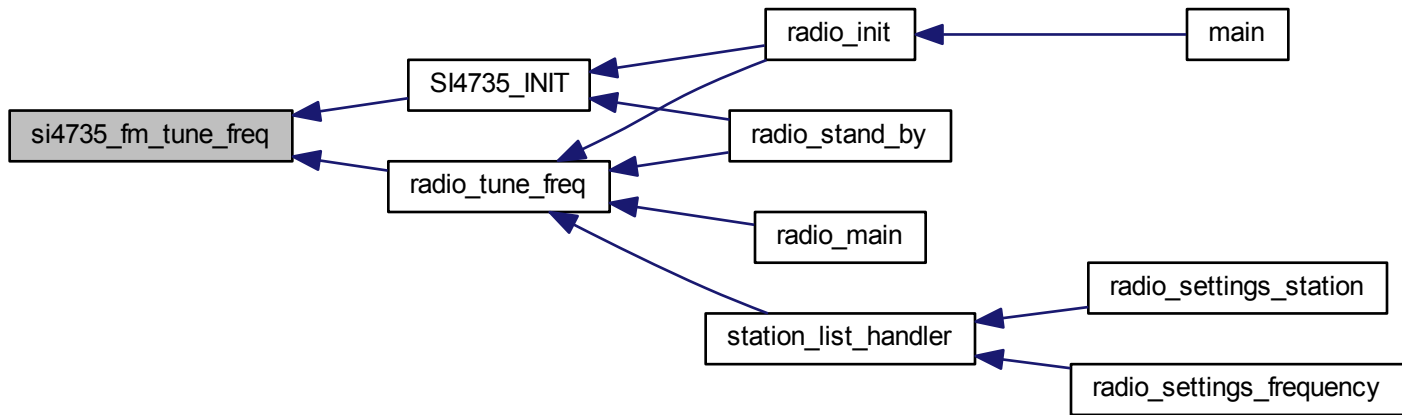 si4735_fm_tune_freq
SI4735_INIT
radio_tune_freq
radio_init
radio_stand_by
radio_main
station_list_handler
main
radio_settings_station
radio_settings_frequency